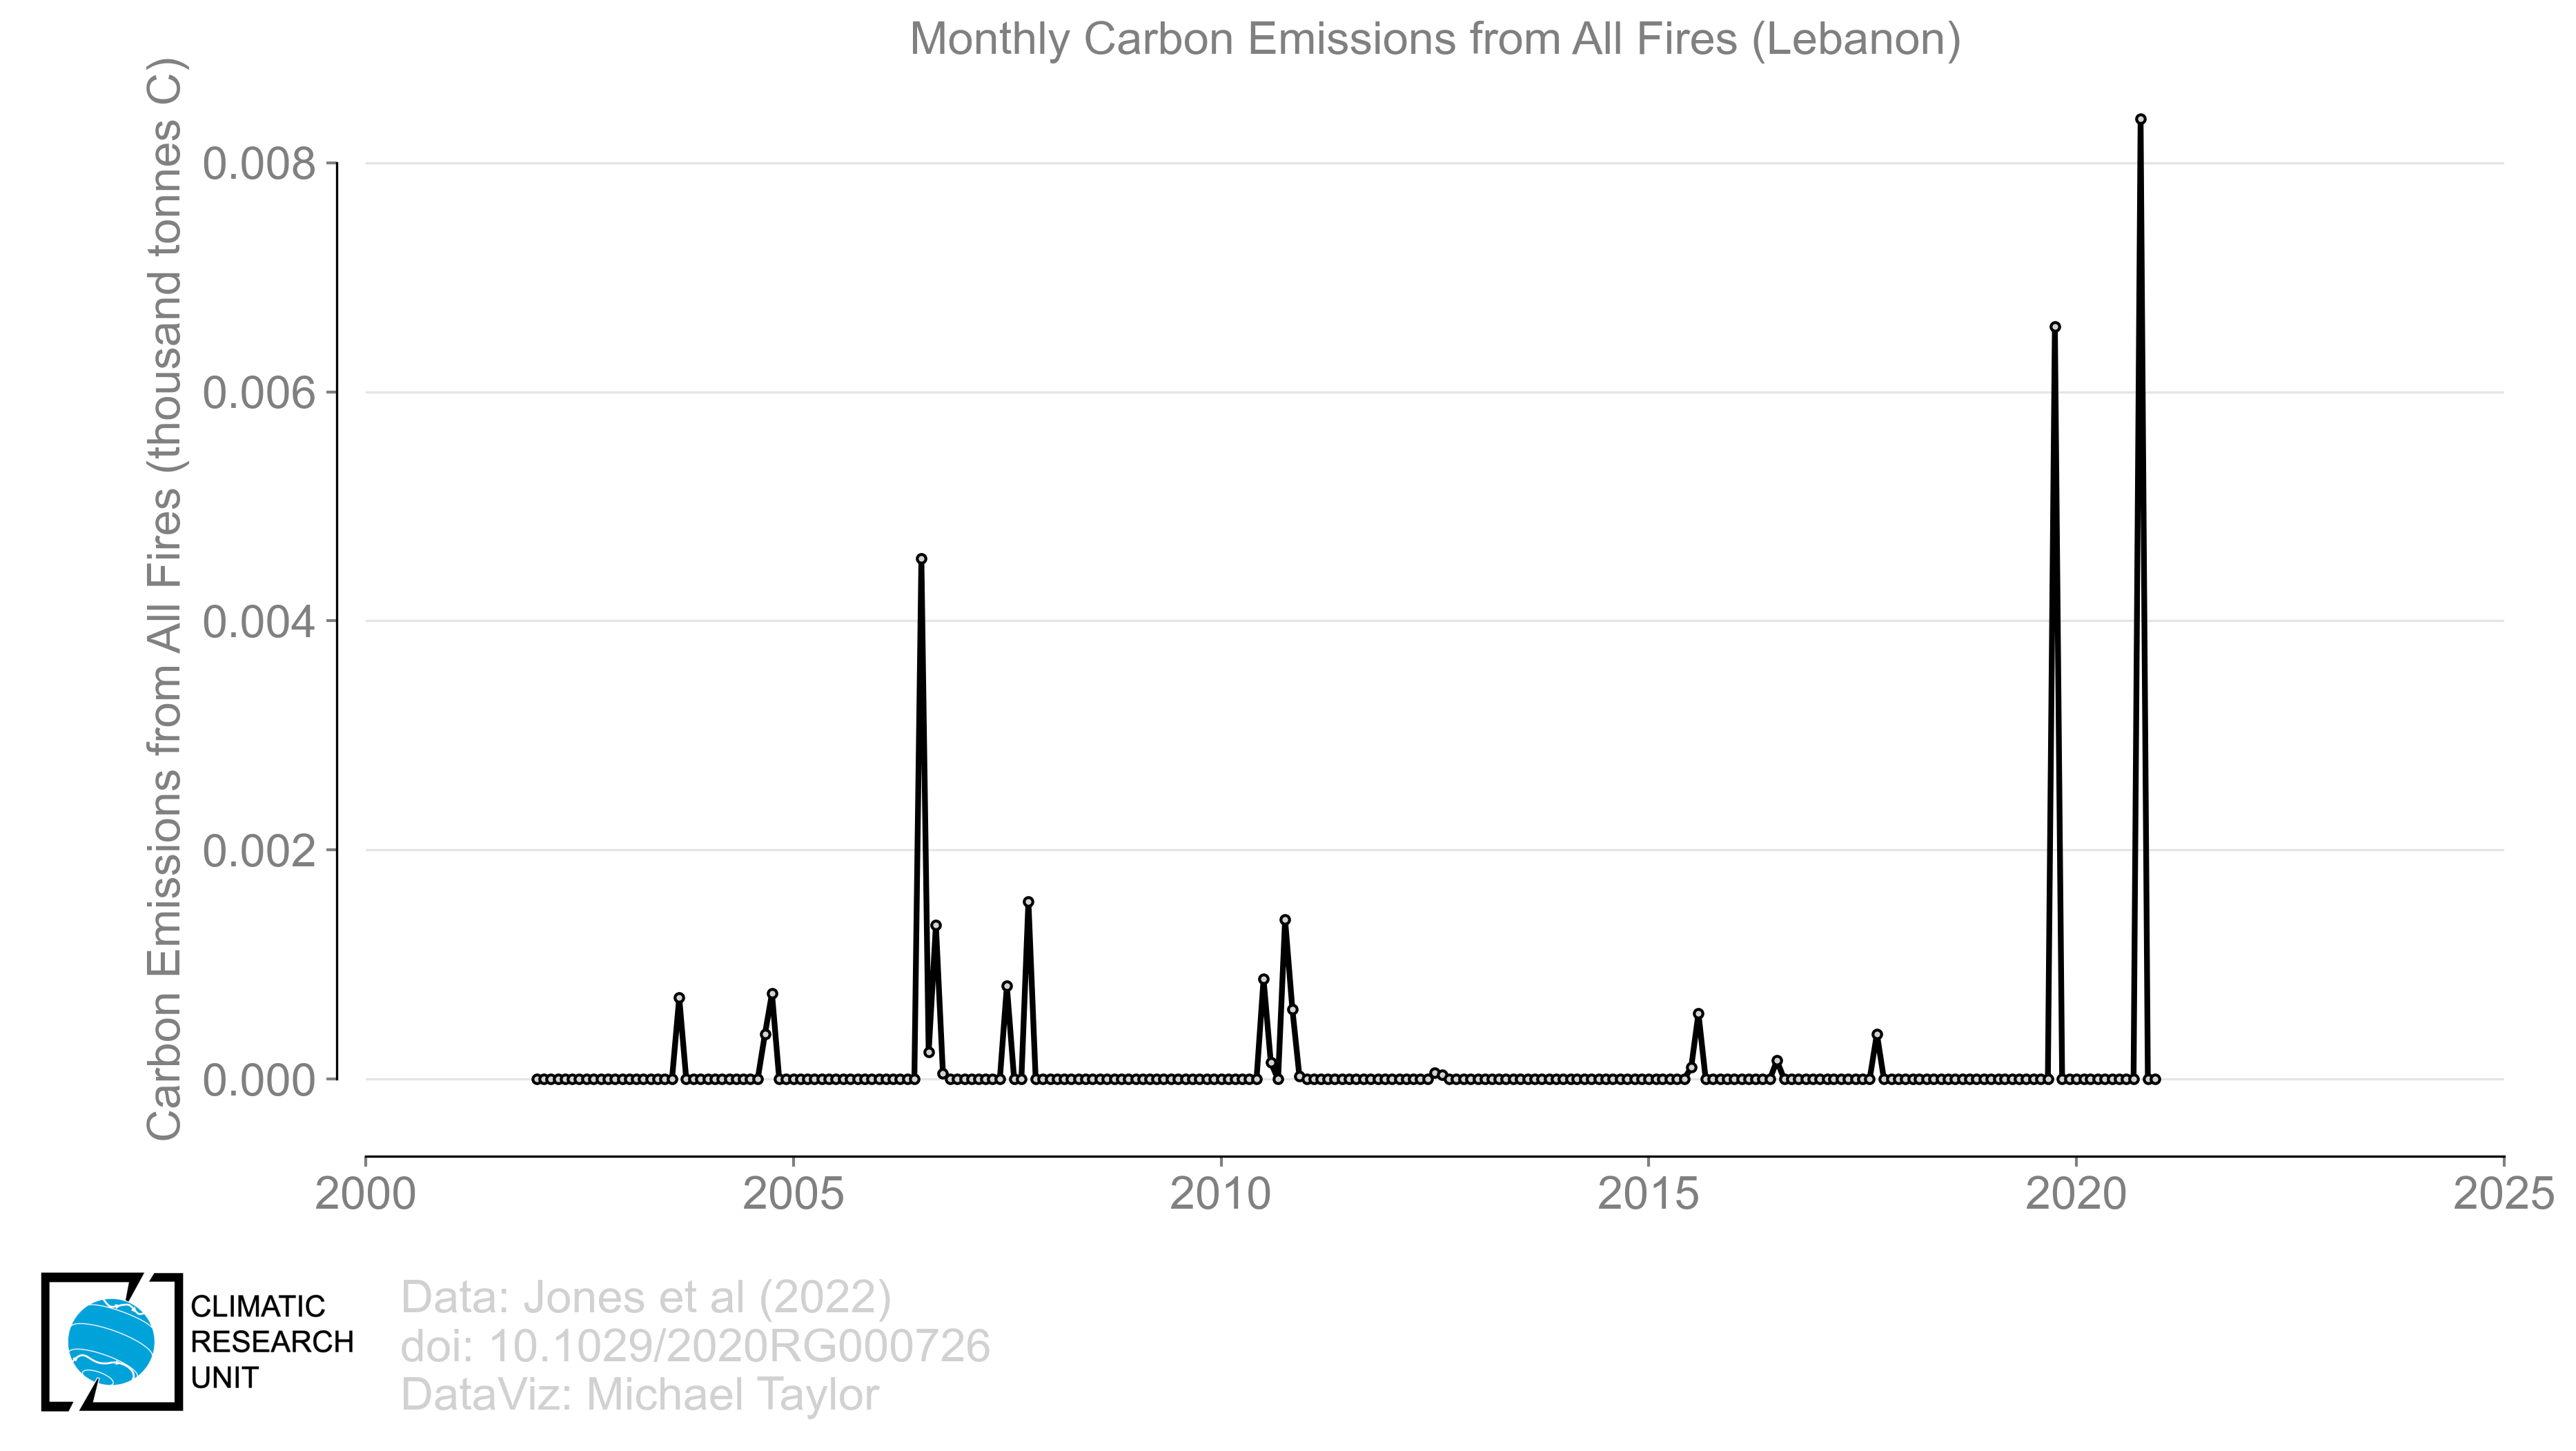 Monthly Carbon Emissions from All Fires (Lebanon)
Carbon Emissions from All Fires (thousand tonnes C)
0.008
0.006
0.004
0.002
0.000
2000
2005
2010
2015
2020
2025
CLIMATIC
RESEARCH
UNIT
Data: Jones et al (2022)
doi: 10.1029/2020RG000726
DataViz: Michael Taylor